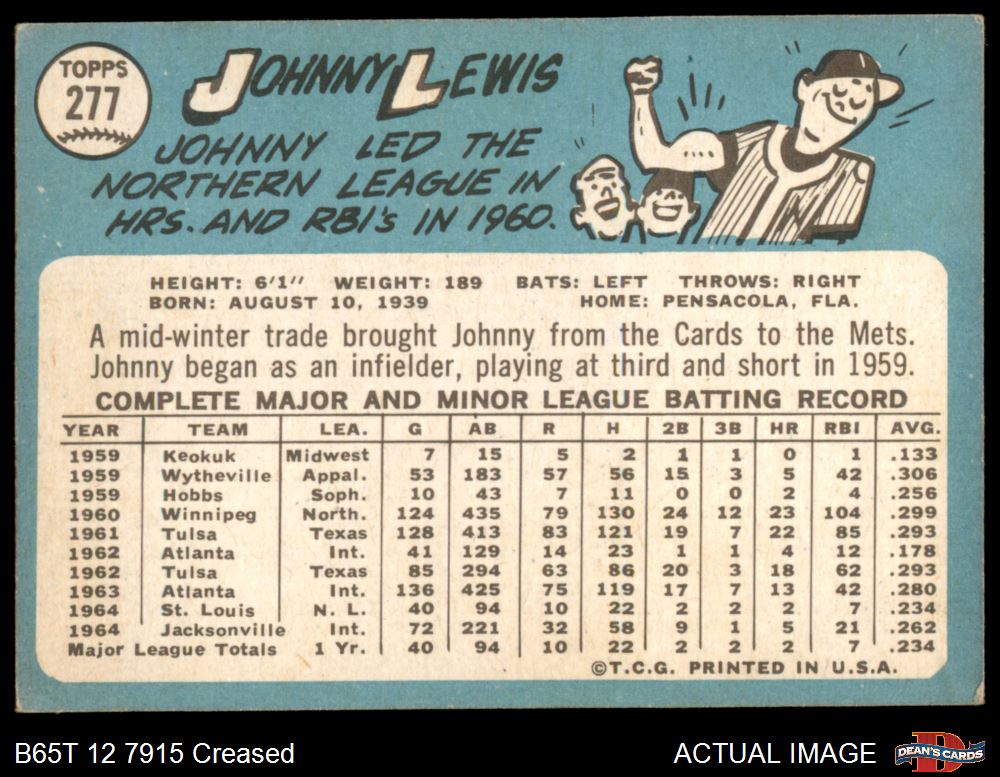 TOPPS
277
JOHNNY LEWIS
JOHNNY LED THE
NORTHERN LEAGUE IN
HRS. AND RBI's IN 1960.
HEIGHT: 6'1" WEIGHT: 189 BATS: LEFT THROWS: RIGHT
BORN: AUGUST 10, 1939 HOME: PENSACOLA, FLA.
A mid-winter trade brought Johnny from the Cards to the Mets.
Johnny began as an infielder, playing at third and short in 1959.
COMPLETE MAJOR AND MINOR LEAGUE BATTING RECORD
YEAR TEAM LEA. G AB R H 2B 3B HR RBI AVG.
1959 Keokuk Midwest 7 15 5 2 1 1 0 1 .133
1959 Wytheville Appal. 53 183 57 56 15 3 5 42 .306
1959 Hobbs Soph. 10 43 7 11 0 0 2 4 .256
1960 Winnipeg North. 124 435 79 130 24 12 23 104 .299
1961 Tulsa Texas 128 413 83 121 19 7 22 85 .293
1962 Atlanta Int. 41 129 14 23 1 1 4 12 .178
1962 Tulsa Texas 85 294 63 86 20 3 18 62 .293
1963 Atlanta Int. 136 425 75 119 17 7 13 42 .280
1964 St. Louis N. L. 40 94 10 22 2 2 2 7 .234
1964 Jacksonville Int. 72 221 32 58 9 1 5 21 .262
Major League Totals 1 Yr. 40 94 10 22 2 2 2 7 .234
©T.C.G. PRINTED IN U.S.A.
B65T 12 7915 Creased ACTUAL IMAGE DEAN'S CARDS